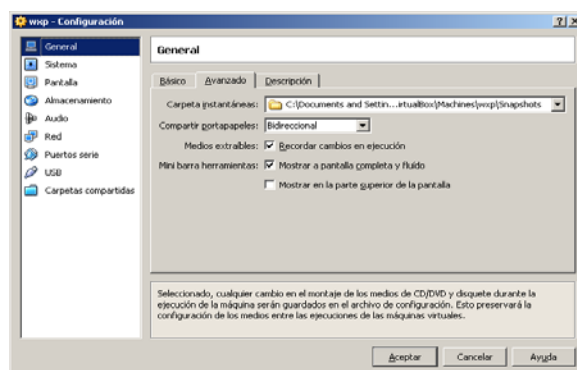 wxp - Configuración
General
Sistema
Pantalla
Almacenamiento
Audio
Red
Puertos serie
USB
Carpetas compartidas
General
Básico Avanzado Descripción
Carpeta instantáneas: C:\Documents and Settin...irtualBox\Machines\wxp\Snapshots
Compartir portapapeles: Bidireccional
Medios extraíbles: Recordar cambios en ejecución
Mini barra herramientas: Mostrar a pantalla completa y fluido
Mostrar en la parte superior de la pantalla
Seleccionado, cualquier cambio en el montaje de los medios de CD/DVD y disquete durante la
ejecución de la máquina serán guardados en el archivo de configuración. Esto preservará la
configuración de los medios entre las ejecuciones de las máquinas virtuales.
Aceptar Cancelar Ayuda